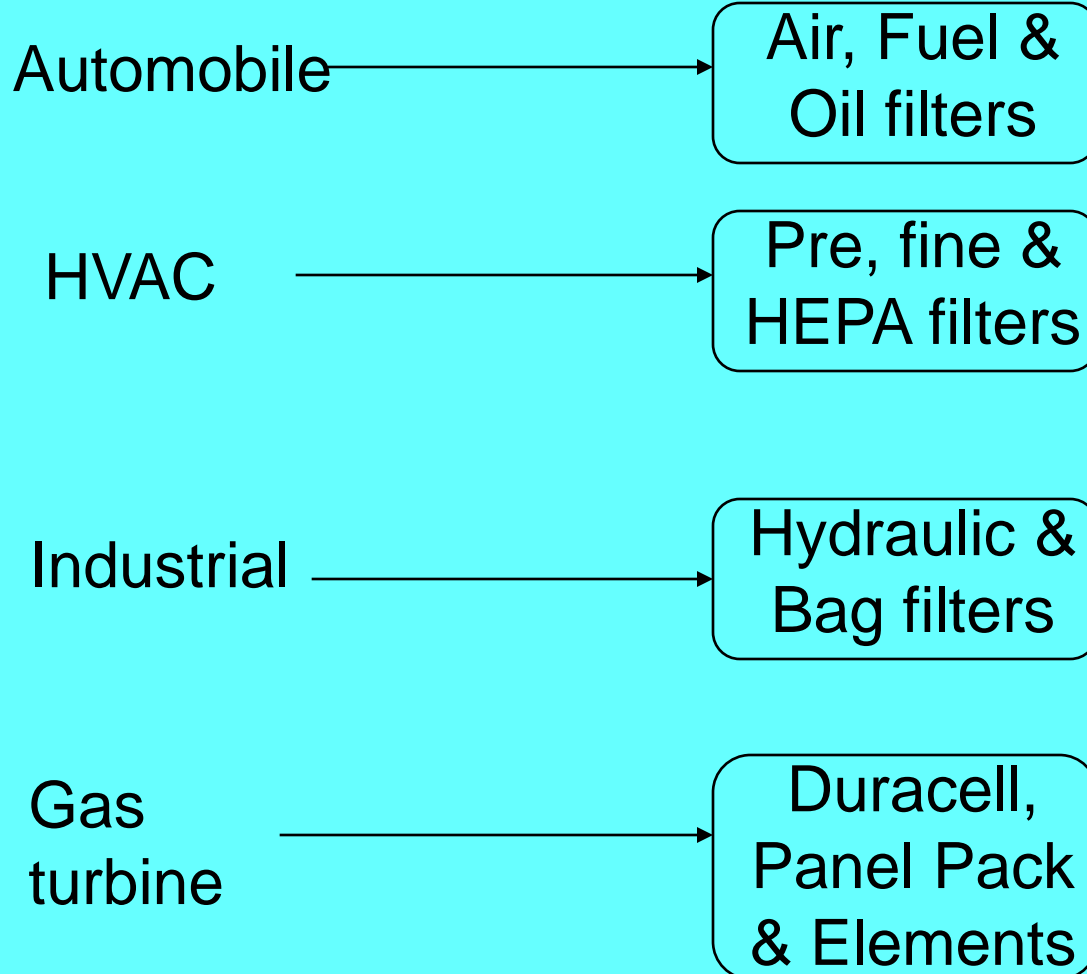 Automobile
Air, Fuel &
Oil filters
HVAC
Pre, fine &
HEPA filters
Industrial
Hydraulic &
Bag filters
Gas
turbine
Duracell,
Panel Pack
& Elements